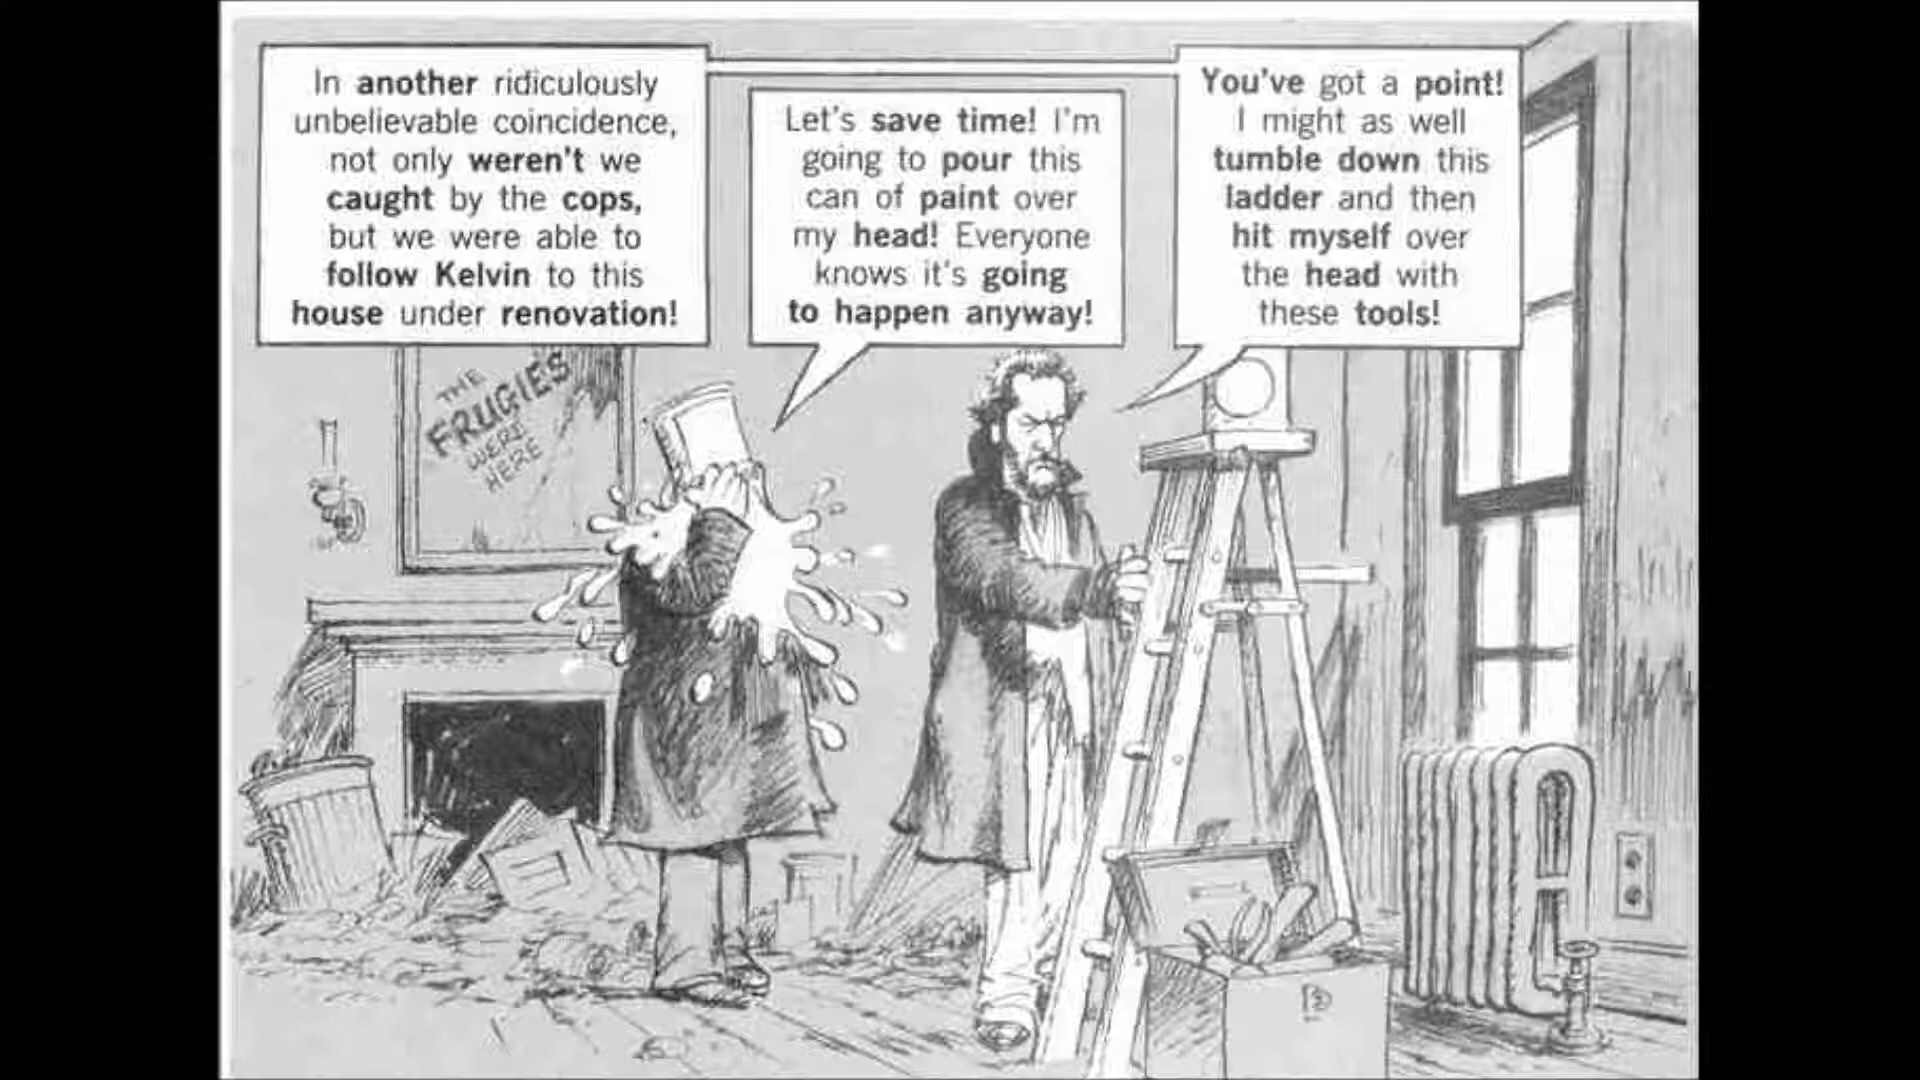 In another ridiculously
unbelievable coincidence,
not only weren't we
caught by the cops,
but we were able to
follow Kelvin to this
house under renovation!
Let's save time! I'm
going to pour this
can of paint over
my head! Everyone
knows it's going
to happen anyway!
You've got a point!
I might as well
tumble down this
ladder and then
hit myself over
the head with
these tools!
THE
FRUGIES
WERE
HERE